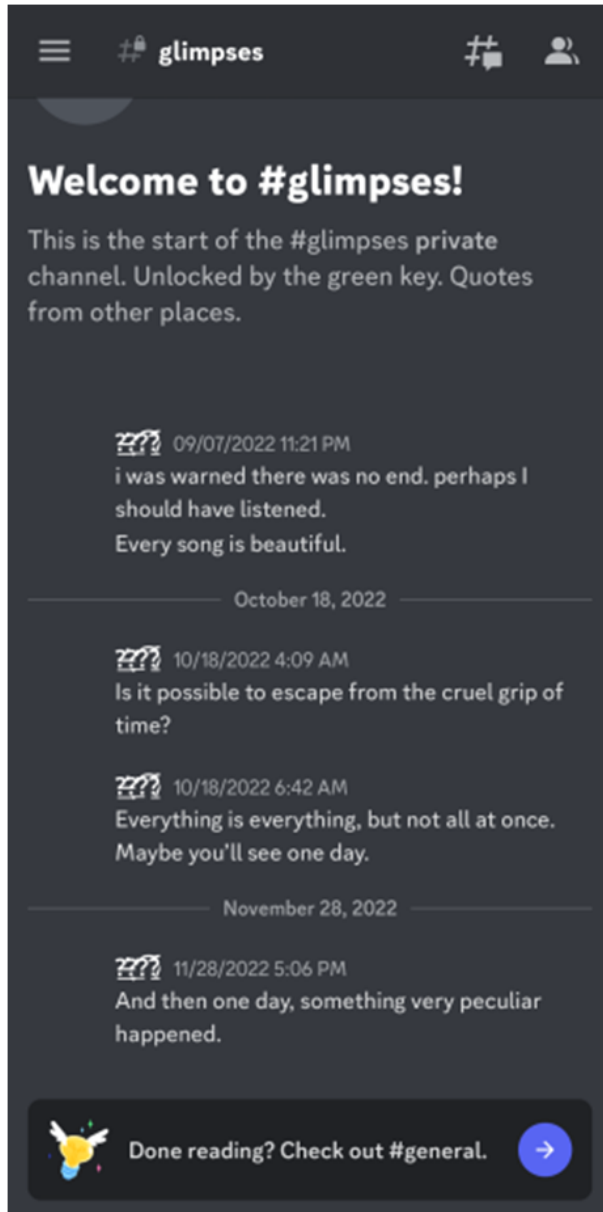 glimpses
Welcome to #glimpses!
This is the start of the #glimpses private
channel. Unlocked by the green key. Quotes
from other places.
09/07/2022 11:21 PM
i was warned there was no end. perhaps I
should have listened.
Every song is beautiful.
October 18, 2022
10/18/2022 4:09 AM
Is it possible to escape from the cruel grip of
time?
10/18/2022 6:42 AM
Everything is everything, but not all at once.
Maybe you'll see one day.
November 28, 2022
11/28/2022 5:06 PM
And then one day, something very peculiar
happened.
Done reading? Check out #general.